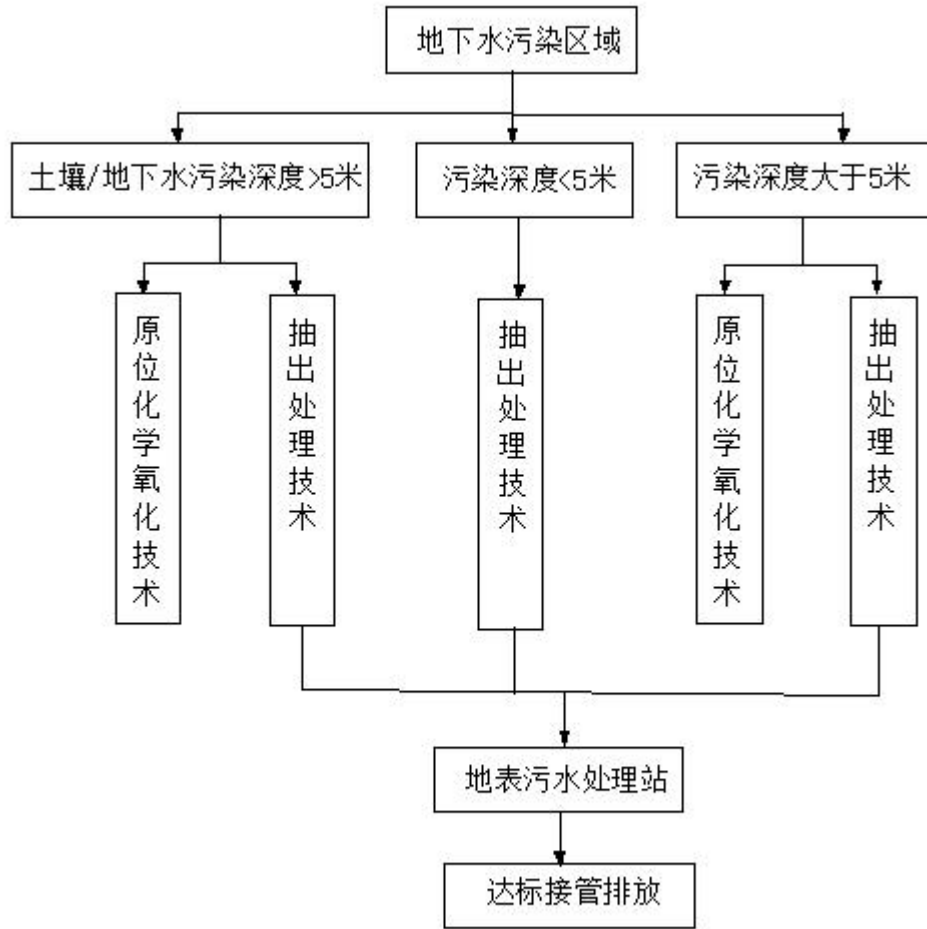 地下水污染区域
土壤/地下水污染深度>5米
污染深度<5米
污染深度大于5米
原位化学氧化技术
抽出处理技术
抽出处理技术
原位化学氧化技术
抽出处理技术
地表污水处理站
达标接管排放